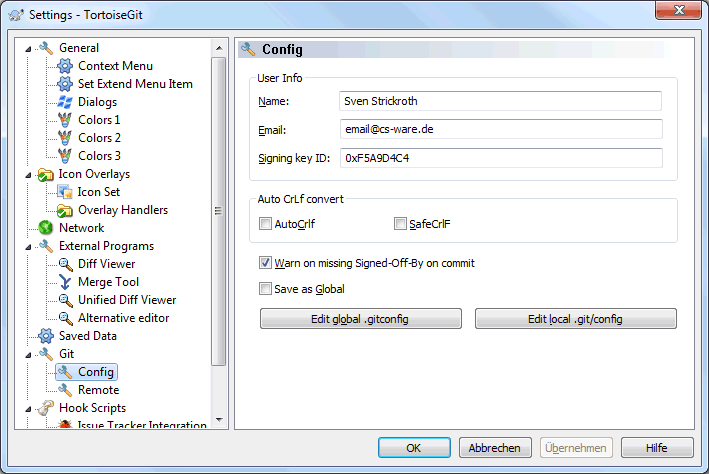 Settings - TortoiseGit
General
Context Menu
Set Extend Menu Item
Dialogs
Colors 1
Colors 2
Colors 3
Icon Overlays
Icon Set
Overlay Handlers
Network
External Programs
Diff Viewer
Merge Tool
Unified Diff Viewer
Alternative editor
Saved Data
Git
Config
Remote
Hook Scripts
Issue Tracker Integration
Config
User Info
Name: Sven Strickroth
Email: email@cs-ware.de
Signing key ID: 0xF5A9D4C4
Auto CrLf convert
AutoCrlf SafeCrlF
Warn on missing Signed-Off-By on commit
Save as Global
Edit global .gitconfig Edit local .git/config
OK Abbrechen Übernehmen Hilfe